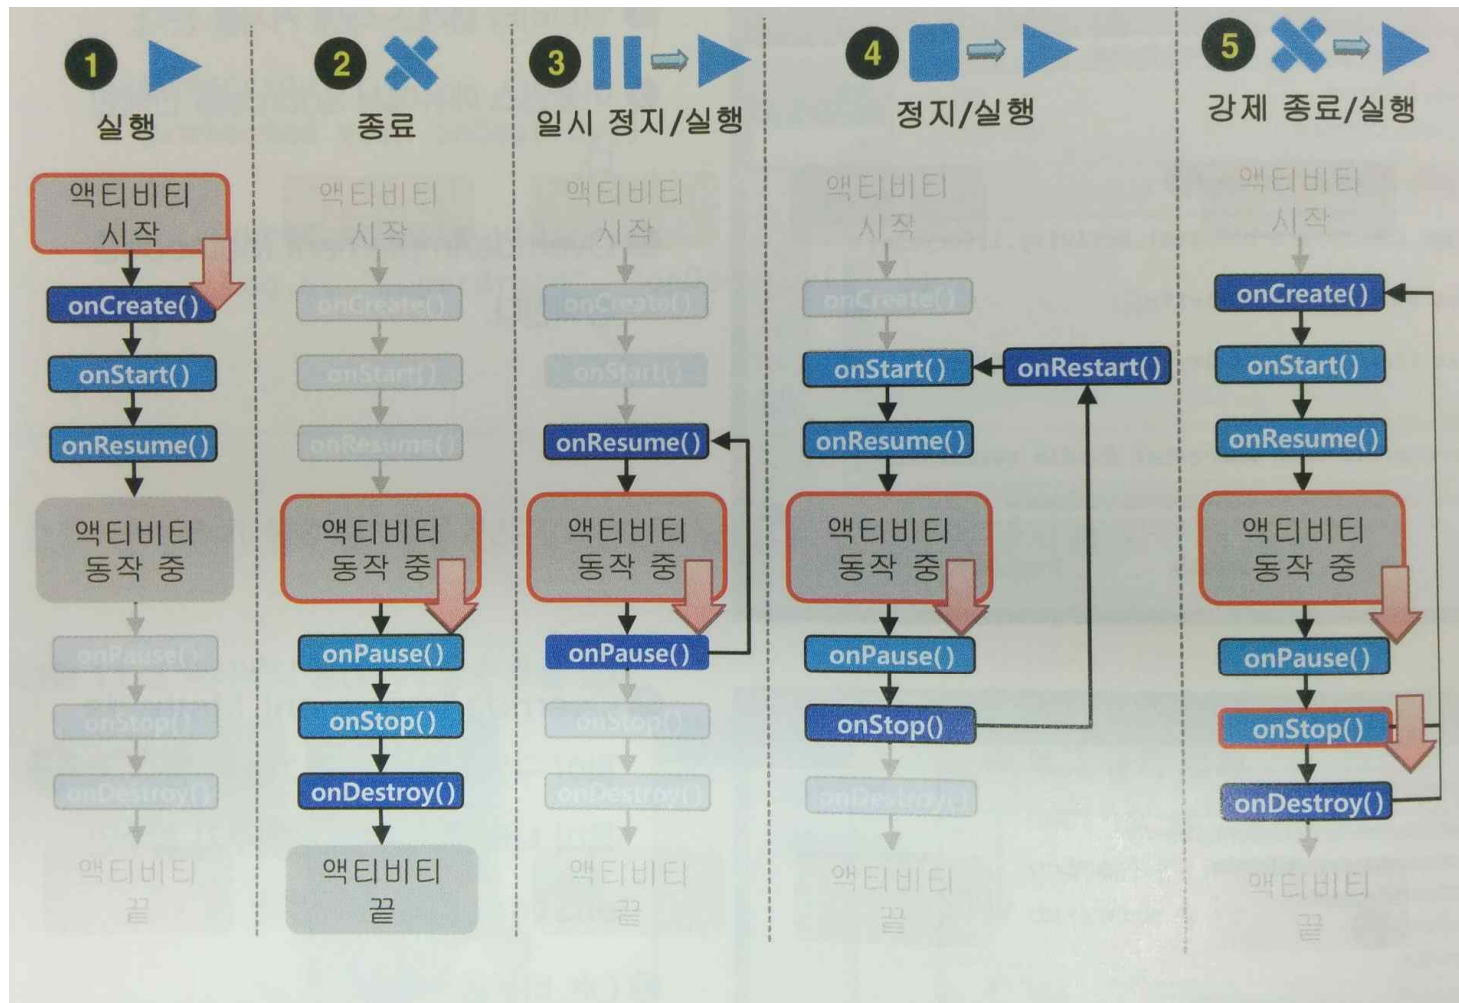 1
실행
액티비티
시작
onCreate()
onStart()
onResume()
액티비티
동작 중
onPause()
onStop()
onDestroy()
액티비티
끝
2
종료
액티비티
시작
onCreate()
onStart()
onResume()
액티비티
동작 중
onPause()
onStop()
onDestroy()
액티비티
끝
3
일시 정지/실행
액티비티
시작
onCreate()
onStart()
onResume()
액티비티
동작 중
onPause()
onStop()
onDestroy()
액티비티
끝
4
정지/실행
액티비티
시작
onCreate()
onStart()
onRestart()
onResume()
액티비티
동작 중
onPause()
onStop()
onDestroy()
액티비티
끝
5
강제 종료/실행
액티비티
시작
onCreate()
onStart()
onResume()
액티비티
동작 중
onPause()
onStop()
onDestroy()
액티비티
끝